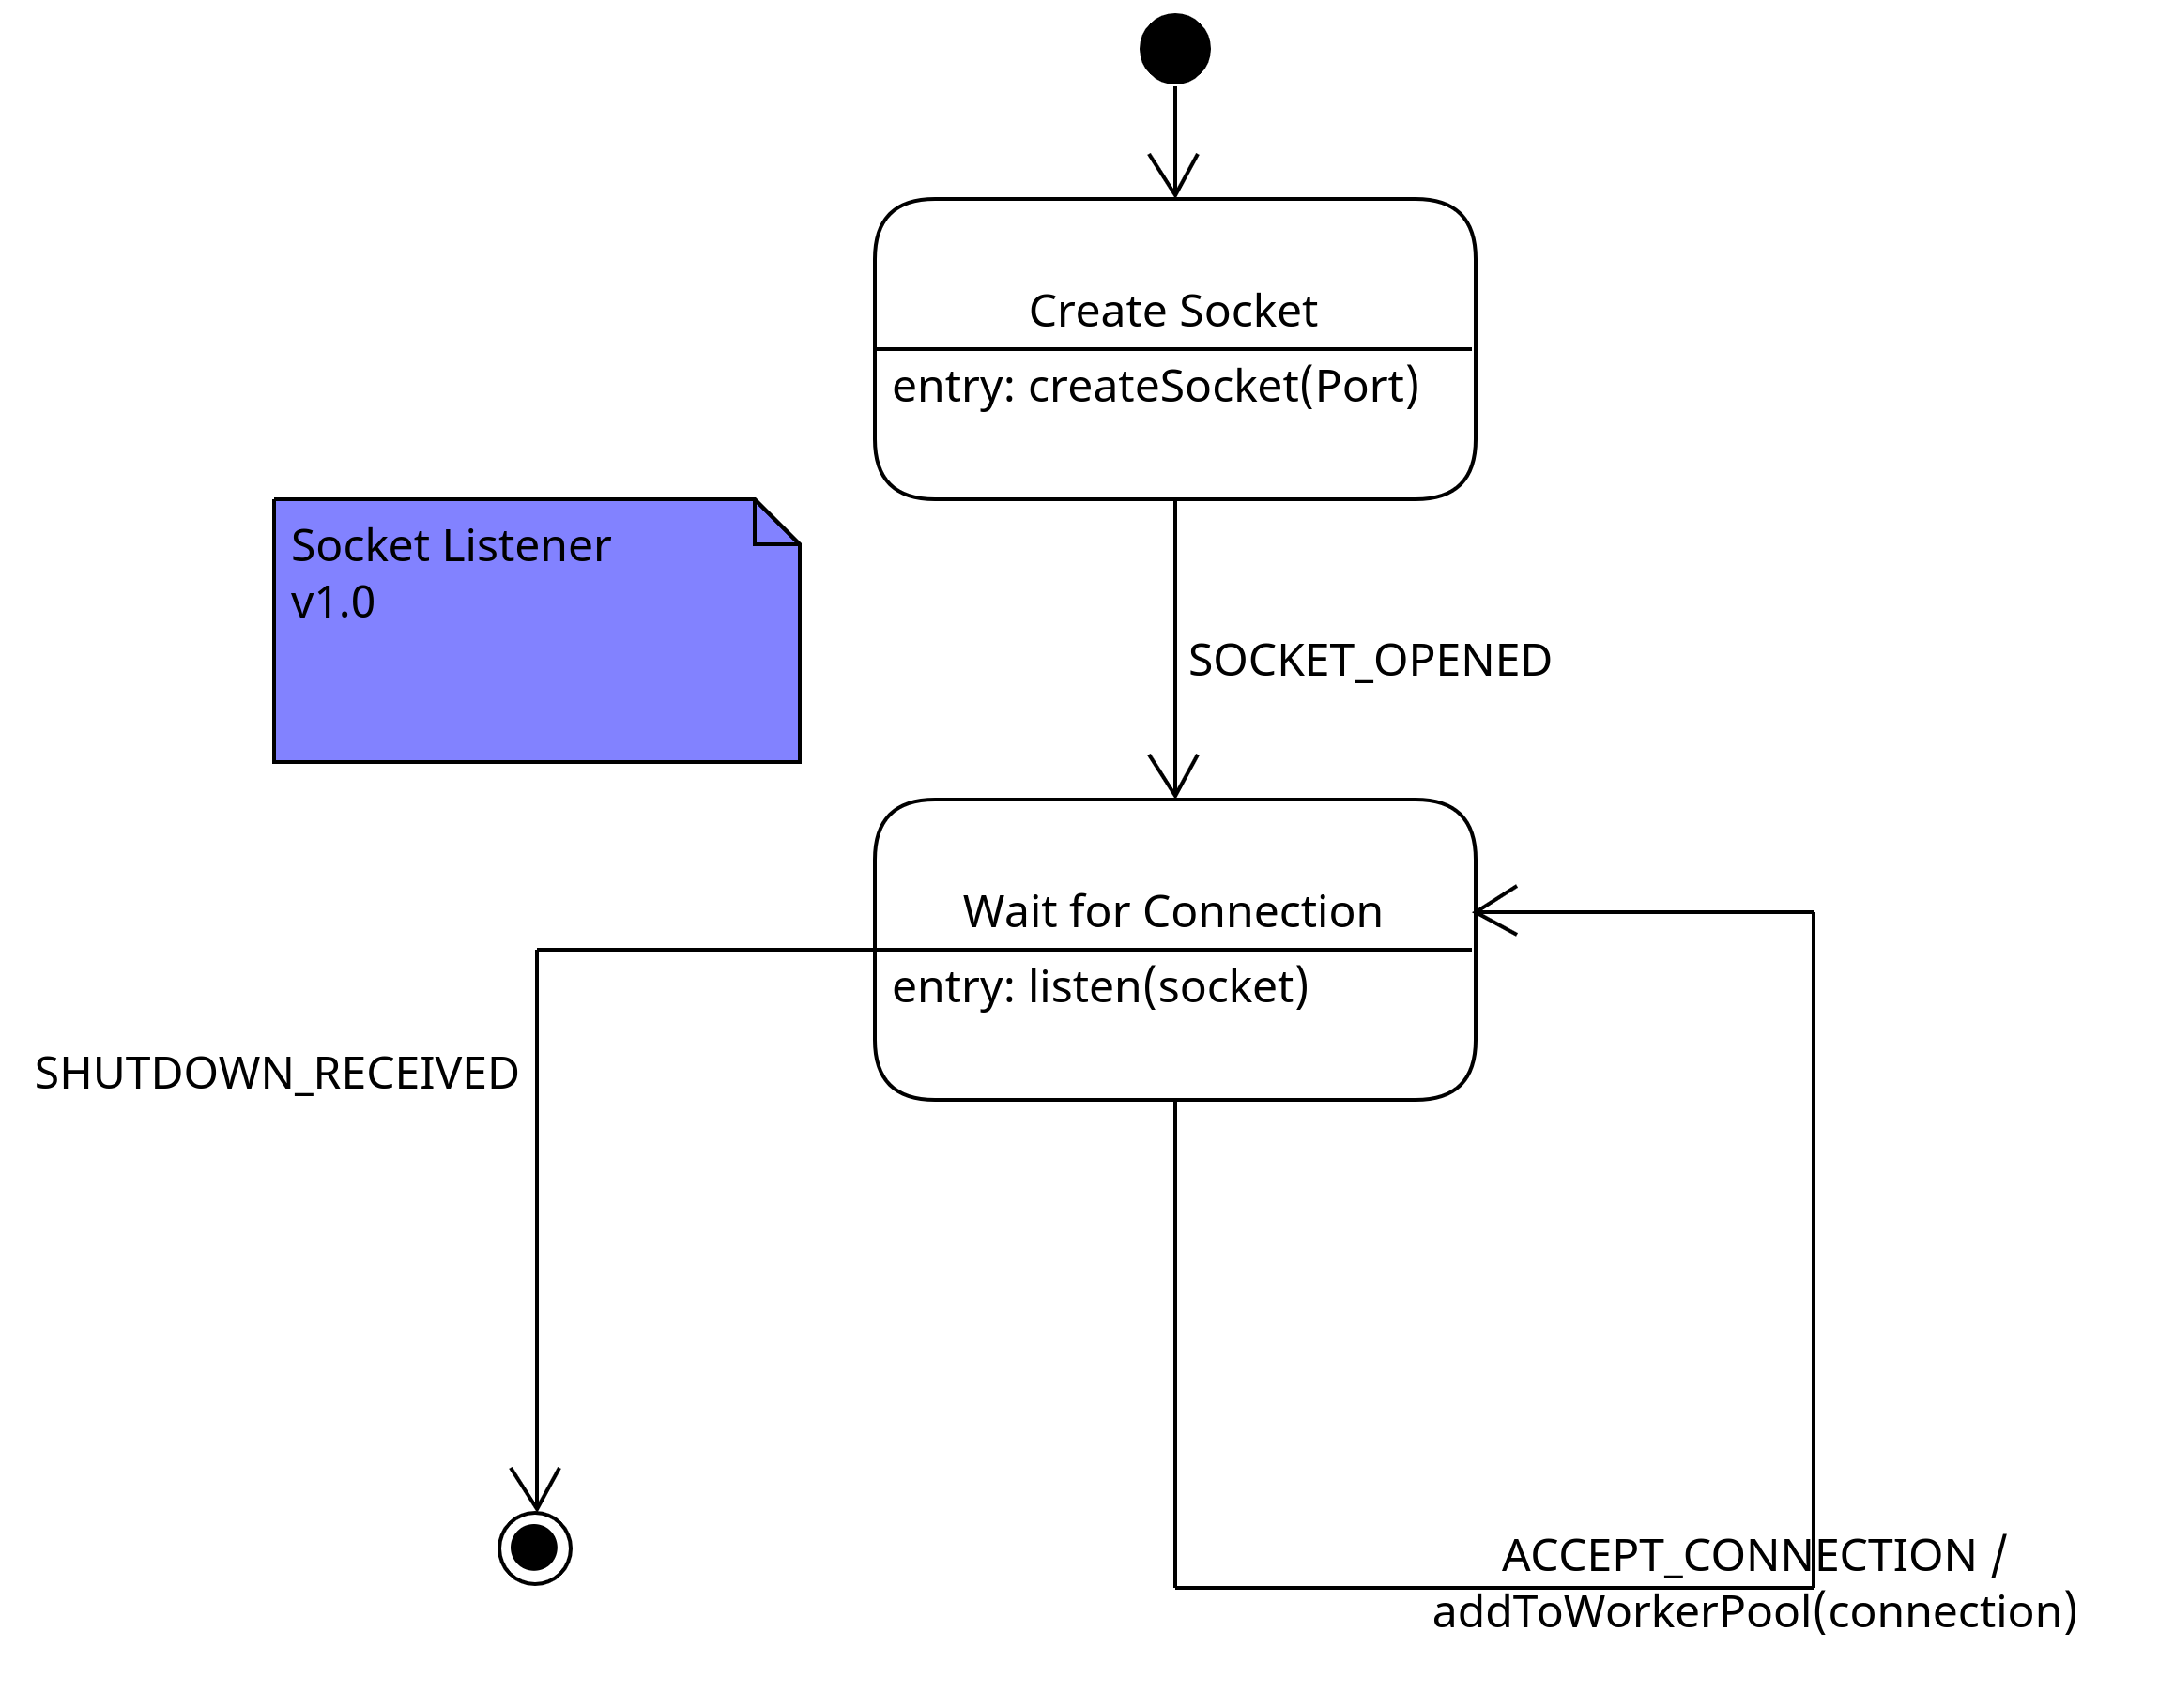 Create Socket
entry: createSocket(Port)
Socket Listener
v1.0
SOCKET_OPENED
Wait for Connection
entry: listen(socket)
SHUTDOWN_RECEIVED
ACCEPT_CONNECTION /
addToWorkerPool(connection)